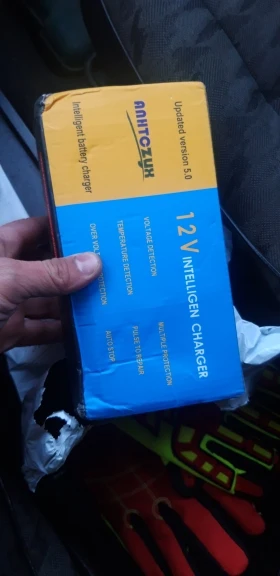 Updated version 5.0
ANHTCZYX
Intelligent battery charger
12V INTELLIGEN CHARGER
VOLTAGE DETECTION
MULTIPLE PROTECTION
TEMPERATURE DETECTION
PULSE TO REPAIR
OVER VOLTAGE PROTECTION
AUTO STOP